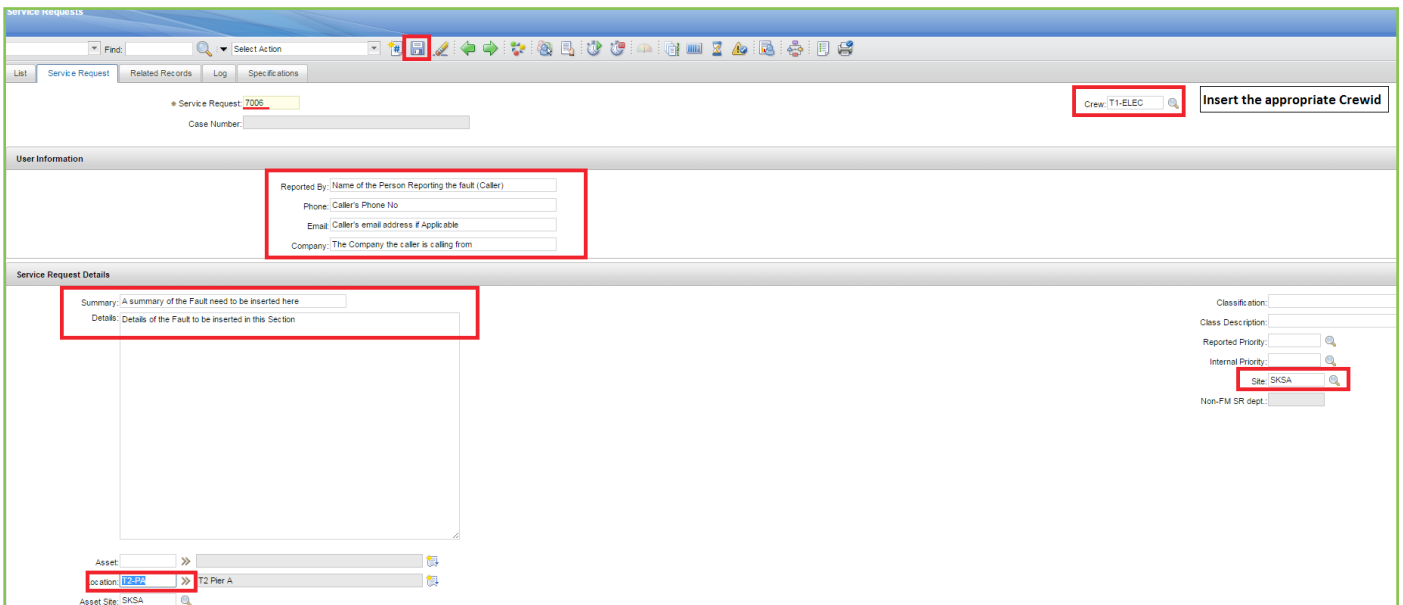 Service Requests
Find:
Select Action
List Service Request Related Records Log Specifications
Service Request: 7006
Crew: T1-ELEC
Insert the appropriate Crewid
Case Number:
User Information
Reported By: Name of the Person Reporting the fault (Caller)
Phone: Caller's Phone No
Email: Caller's email address if Applicable
Company: The Company the caller is calling from
Service Request Details
Summary: A summary of the Fault need to be inserted here
Classification:
Details: Details of the Fault to be inserted in this Section
Class Description:
Reported Priority:
Internal Priority:
Site: SKSA
Non-FM SR dept.:
Asset:
Location: T2-PA T2 Pier A
Asset Site: SKSA